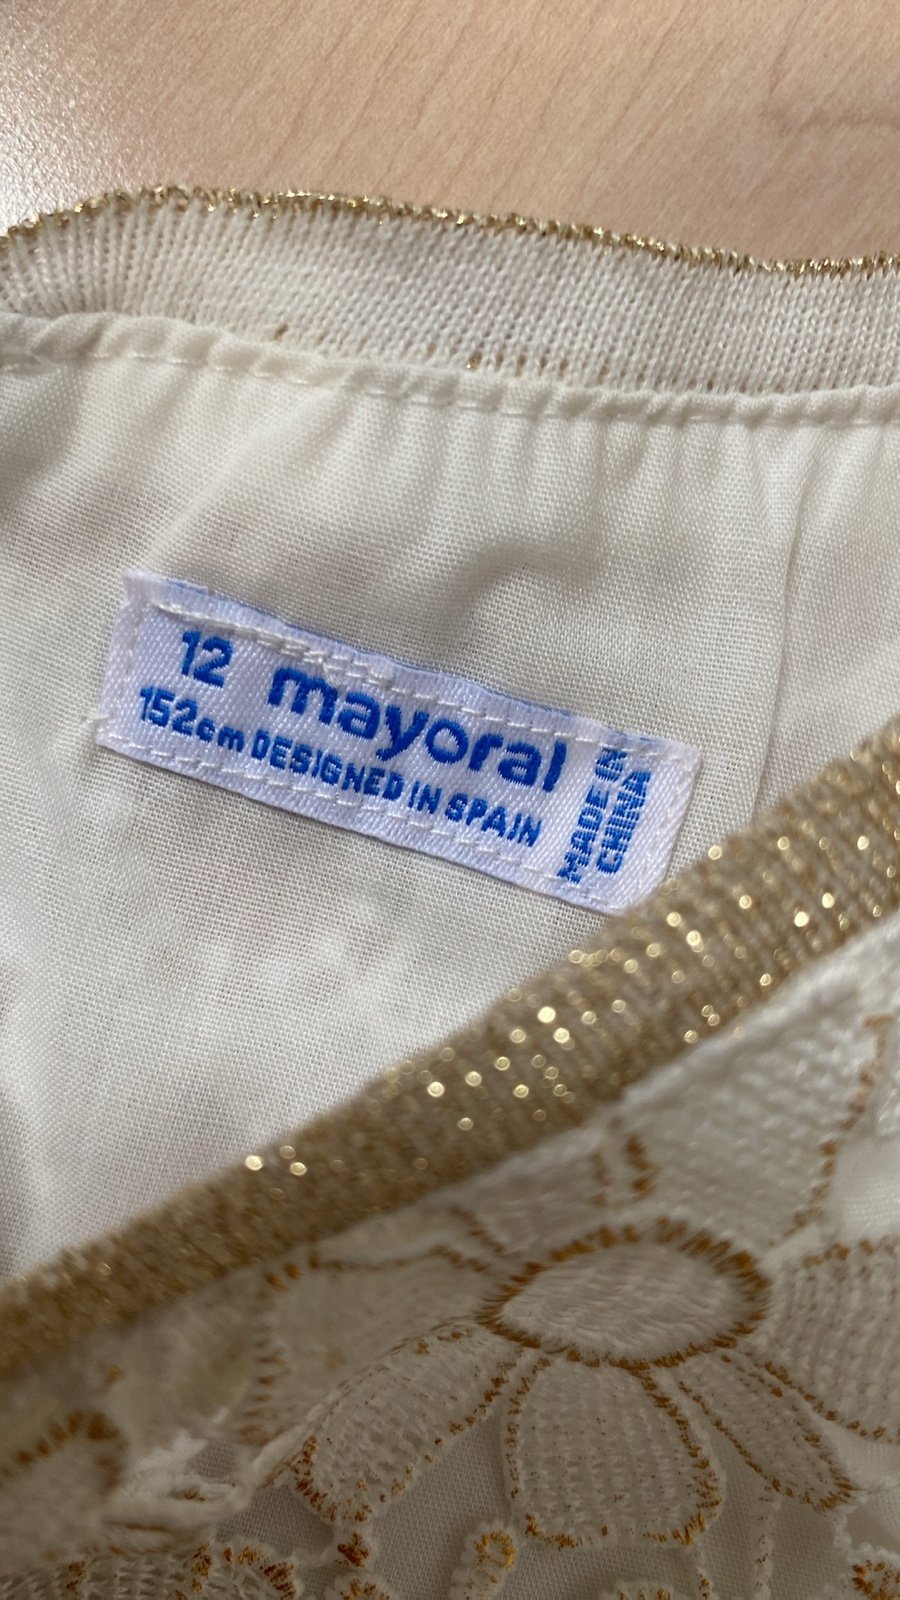 12 mayoral
152cm DESIGNED IN SPAIN
MADE IN
CHINA